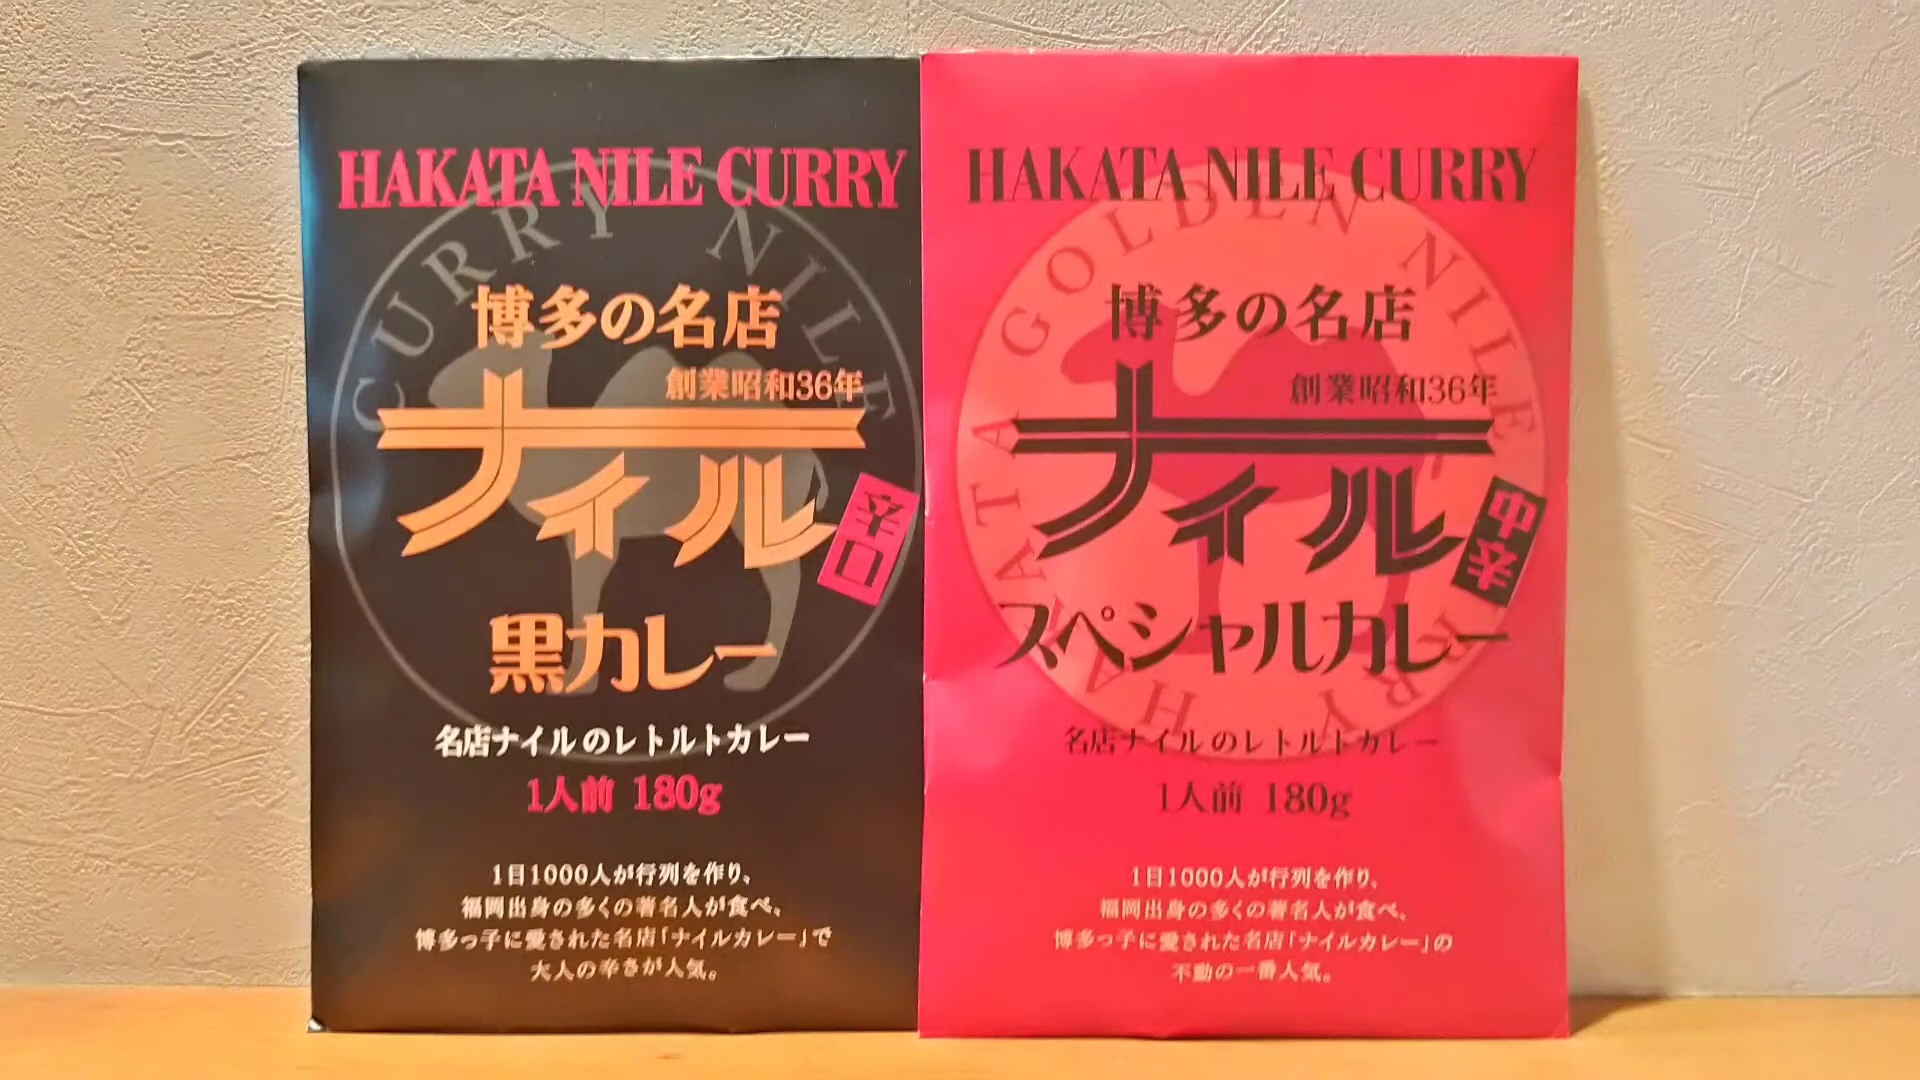 HAKATA NILE CURRY
CURRY NILE
博多の名店
創業昭和36年
ナイル
辛口
黒カレー
名店ナイルのレトルトカレー
1人前 180g
1日1000人が行列を作り、
福岡出身の多くの著名人が食べ、
博多っ子に愛された名店「ナイルカレー」で
大人の辛さが人気。
HAKATA NILE CURRY
HAKATA GOLDEN NILE CURRY
博多の名店
創業昭和36年
ナイル
中辛
スペシャルカレー
名店ナイルのレトルトカレー
1人前 180g
1日1000人が行列を作り、
福岡出身の多くの著名人が食べ、
博多っ子に愛された名店「ナイルカレー」の
不動の一番人気。